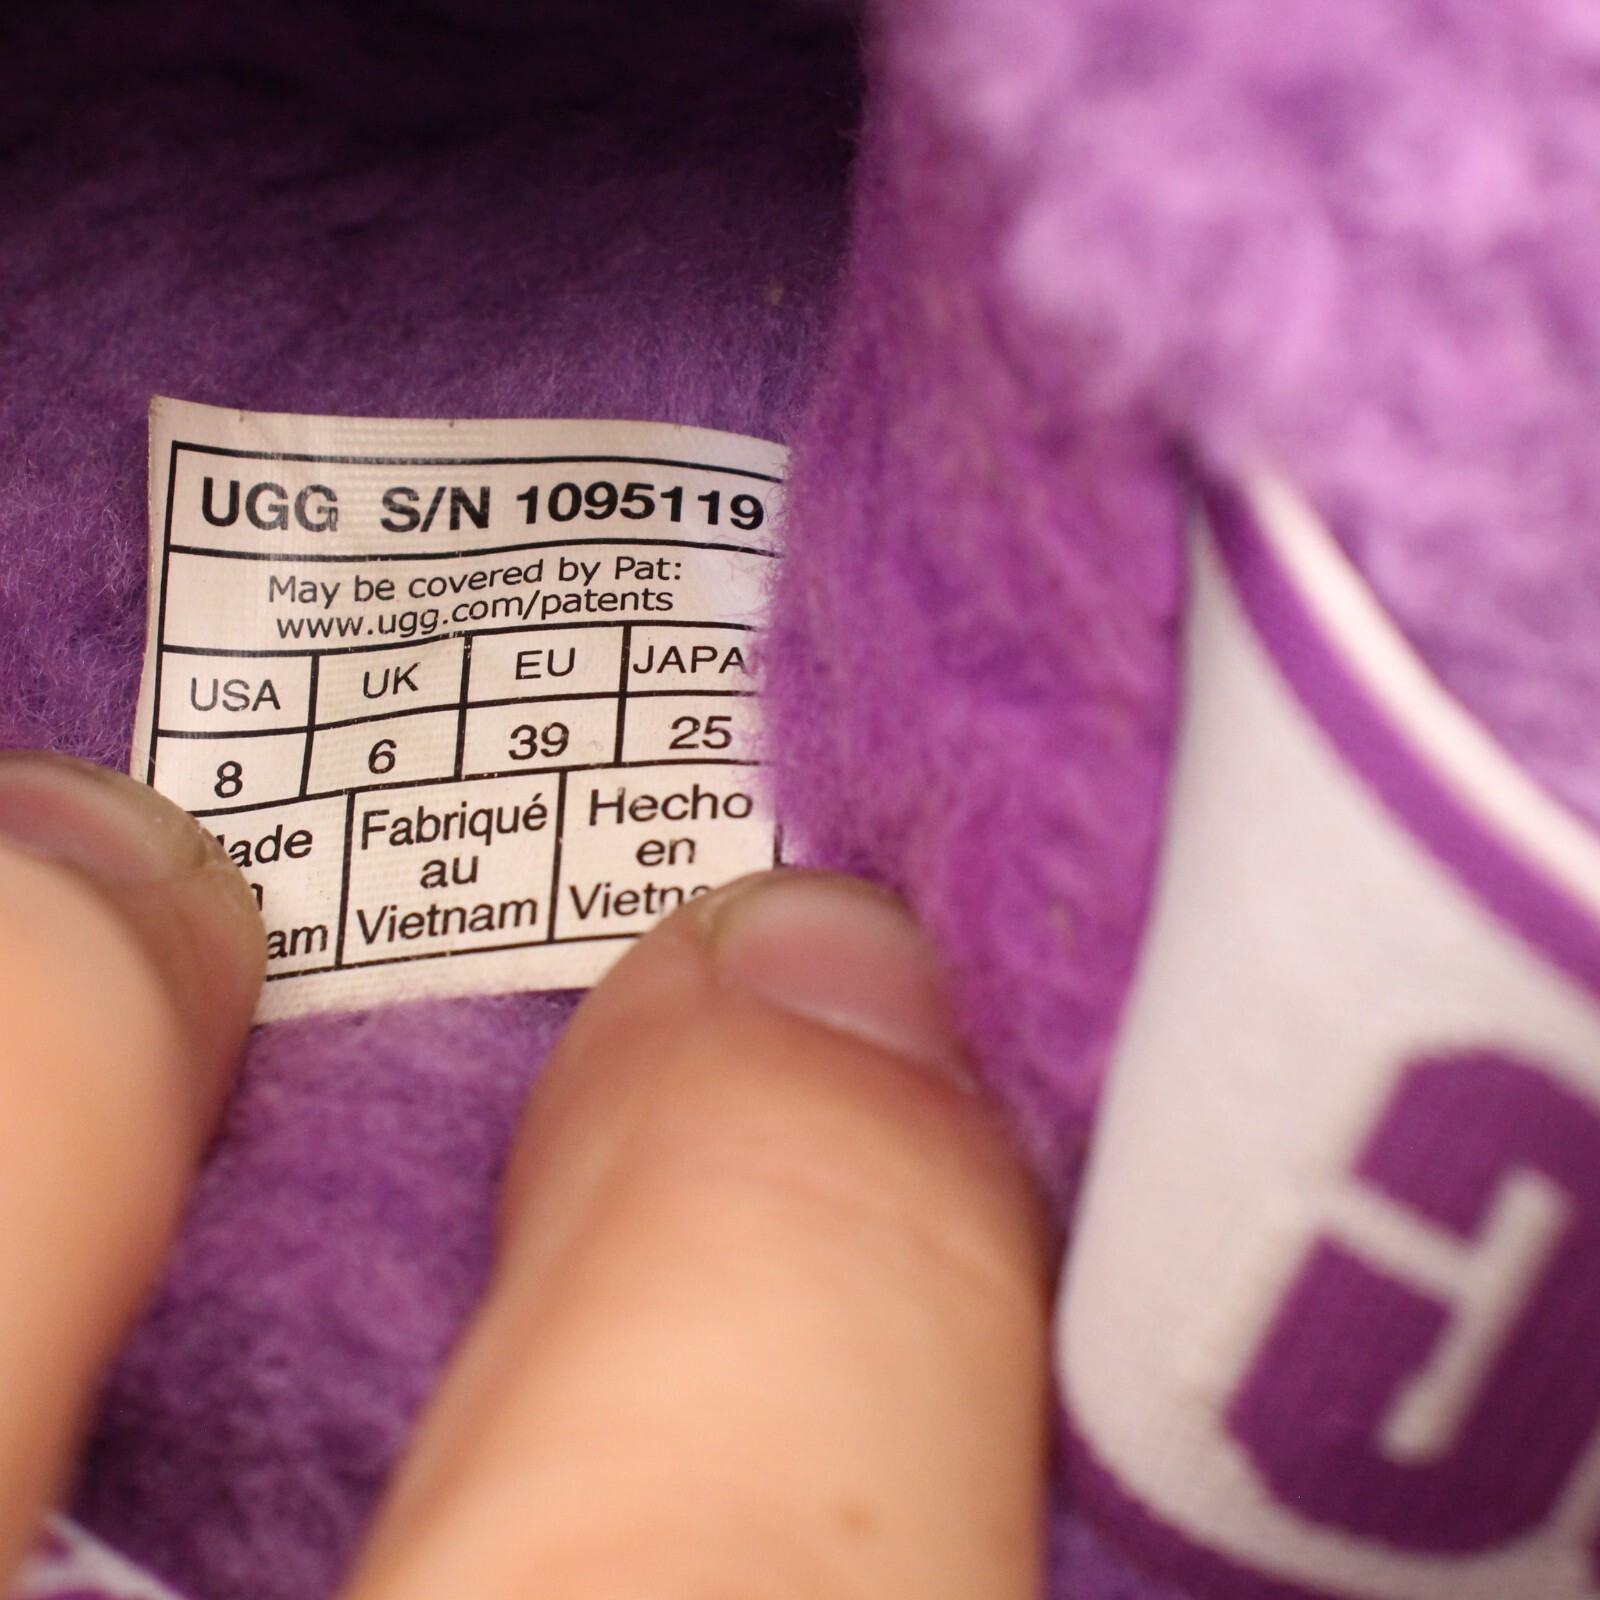 UGG S/N 1095119
May be covered by Pat:
www.ugg.com/patents
USA UK EU JAPA
8 6 39 25
Fabriqué
au
Vietnam
Hecho
en